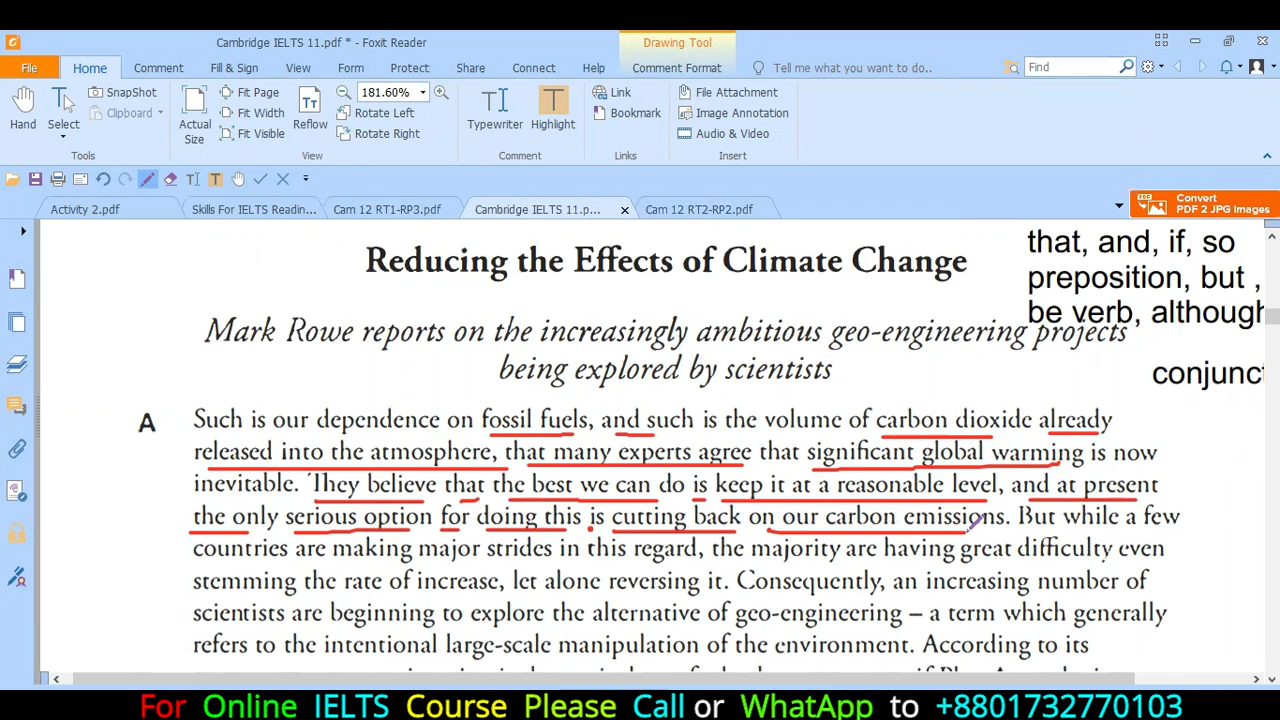 Cambridge IELTS 11.pdf * - Foxit Reader
Drawing Tool
File Home Comment Fill & Sign View Form Protect Share Connect Help Comment Format Tell me what you want to do.. Find
SnapShot Fit Page 181.60% Link File Attachment
Clipboard Fit Width Rotate Left Bookmark Image Annotation
Hand Select Actual Size Fit Visible Reflow Rotate Right Typewriter Highlight Audio & Video
Tools View Comment Links Insert
Activity 2.pdf Skills For IELTS Readin... Cam 12 RT1-RP3.pdf Cambridge IELTS 11.p... Cam 12 RT2-RP2.pdf
Convert
PDF 2 JPG Images
that, and, if, so
preposition, but ,
be verb, although
conjunct
Reducing the Effects of Climate Change
Mark Rowe reports on the increasingly ambitious geo-engineering projects
being explored by scientists
A Such is our dependence on fossil fuels, and such is the volume of carbon dioxide already
released into the atmosphere, that many experts agree that significant global warming is now
inevitable. They believe that the best we can do is keep it at a reasonable level, and at present
the only serious option for doing this is cutting back on our carbon emissions. But while a few
countries are making major strides in this regard, the majority are having great difficulty even
stemming the rate of increase, let alone reversing it. Consequently, an increasing number of
scientists are beginning to explore the alternative of geo-engineering – a term which generally
refers to the intentional large-scale manipulation of the environment. According to its
For Online IELTS Course Please Call or WhatsApp to +8801732770103